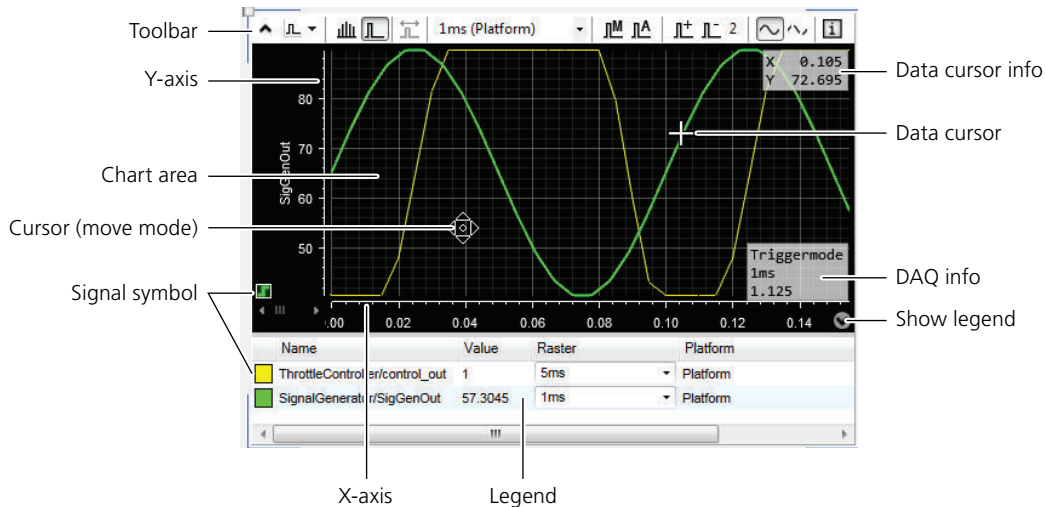 Toolbar
1ms (Platform)
M
A
2
i
Y-axis
X 0.105
Y 72.695
Data cursor info
80
Data cursor
SigGenOut
70
Chart area
60
Cursor (move mode)
50
Triggermode
1ms
1.125
DAQ info
Signal symbol
Show legend
.00 0.02 0.04 0.06 0.08 0.10 0.12 0.14
Name Value Raster Platform
ThrottleController/control_out 1 5ms Platform
SignalGenerator/SigGenOut 57.3045 1ms Platform
X-axis
Legend